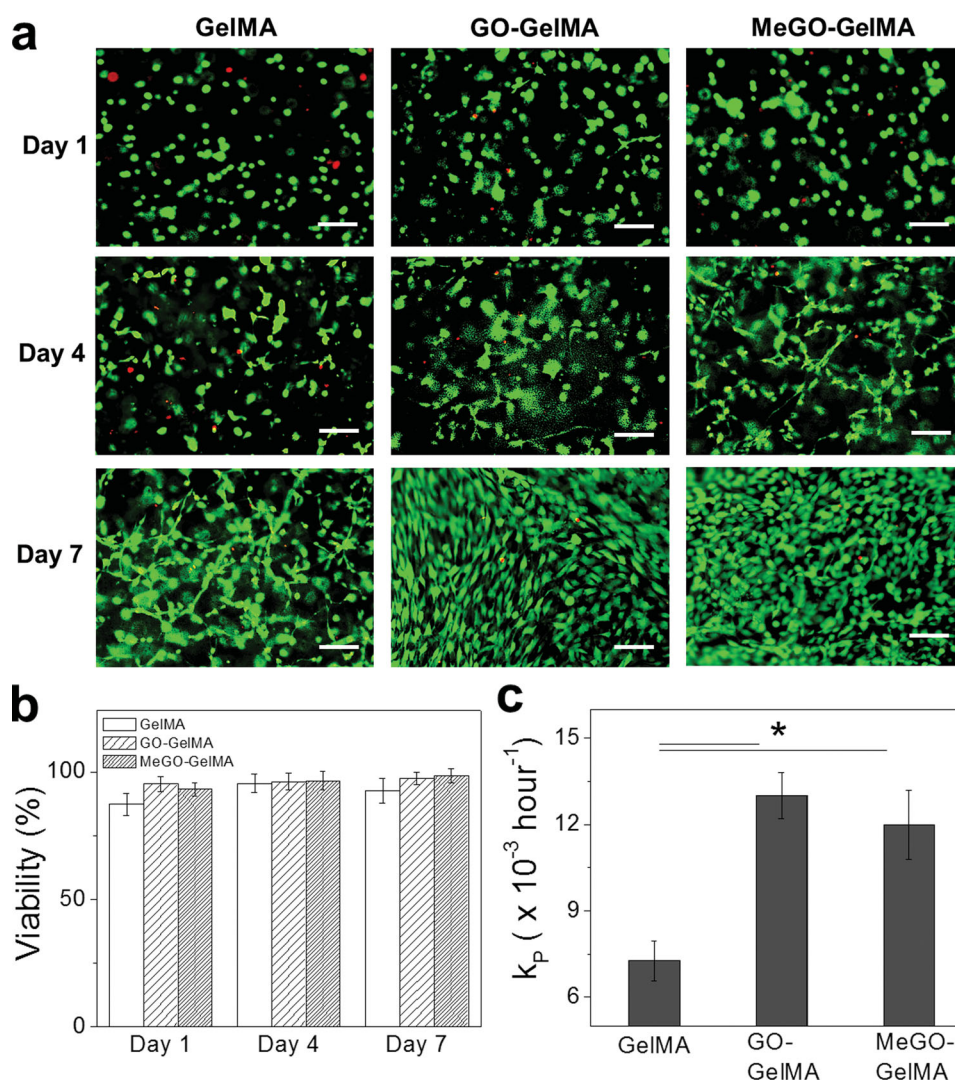 a
GelMA GO-GelMA MeGO-GelMA
Day 1
Day 4
Day 7
b
GelMA
GO-GelMA
MeGO-GelMA
Viability (%)
100
50
0
Day 1 Day 4 Day 7
c
*
kP ( x 10-3 hour-1)
15
12
9
6
GelMA
GO-
GelMA
MeGO-
GelMA